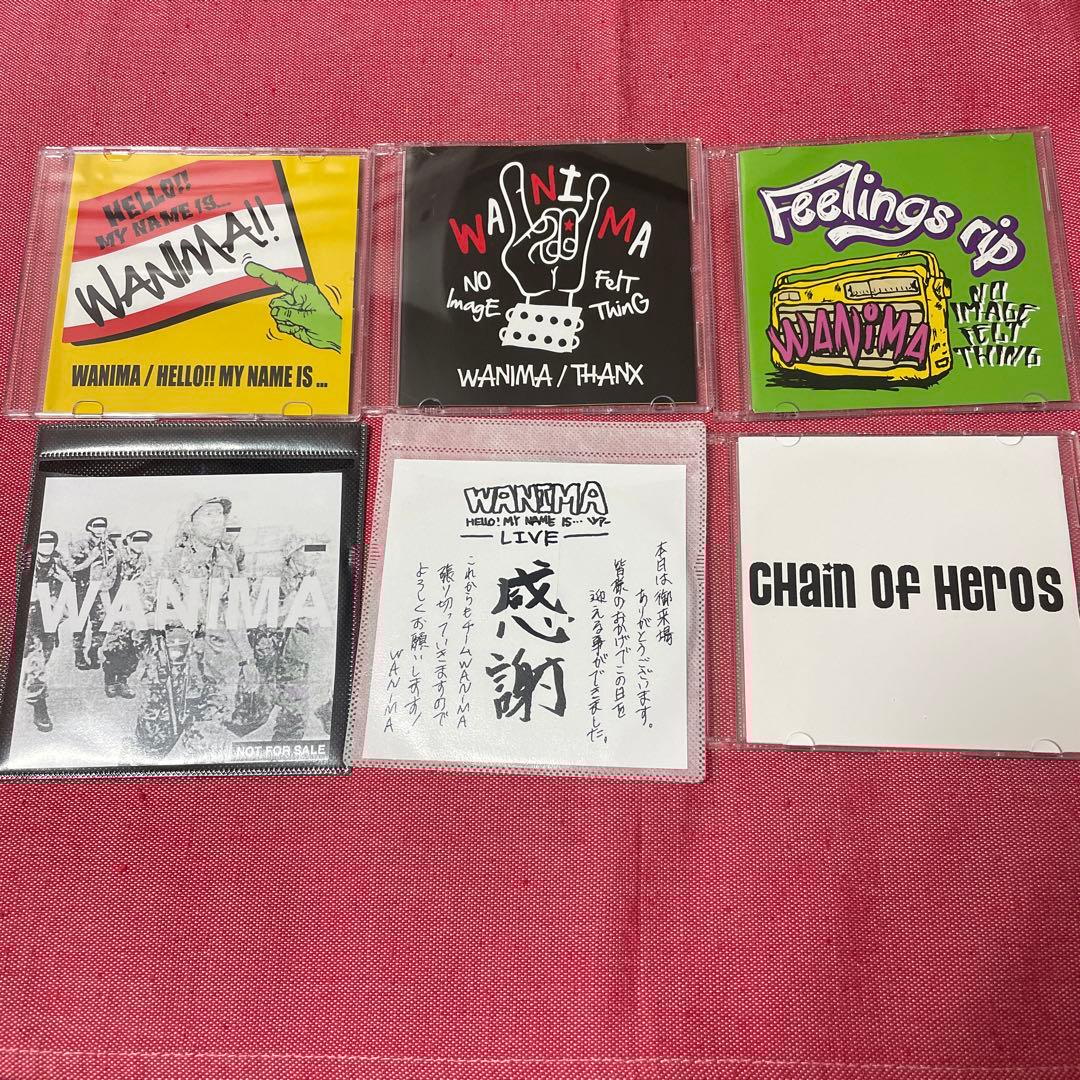 HELLO!!
MY NAME IS...
WANIMA!!
WANIMA / HELLO!! MY NAME IS ...
WANIMA
NO
ImagE
FElT
THinG
WANIMA / THANX
Feelings rip
WANIMA
NO
IMAGE
FELT
THING
WANIMA
NOT FOR SALE
WANIMA
HELLO! MY NAME IS...
LIVE
本日は御来場
ありがとうございます。
皆様のおかげでこの日を
迎える事ができました。
感謝
これからもチームWANIMA
張り切っていきますので
よろしくお願いします!
WANIMA
CHain OF HeROS